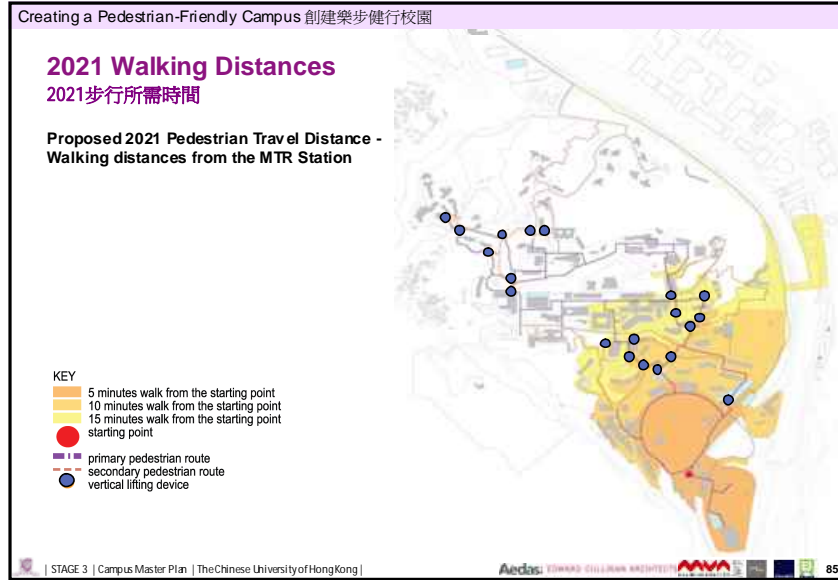 Creating a Pedestrian-Friendly Campus 創建樂步健行校園
2021 Walking Distances
2021步行所需時間
Proposed 2021 Pedestrian Travel Distance -
Walking distances from the MTR Station
KEY
5 minutes walk from the starting point
10 minutes walk from the starting point
15 minutes walk from the starting point
starting point
primary pedestrian route
secondary pedestrian route
vertical lifting device
| STAGE 3 | Campus Master Plan | The Chinese University of Hong Kong |
Aedas EDWARD CULLINAN ARCHITECTS MVA
85